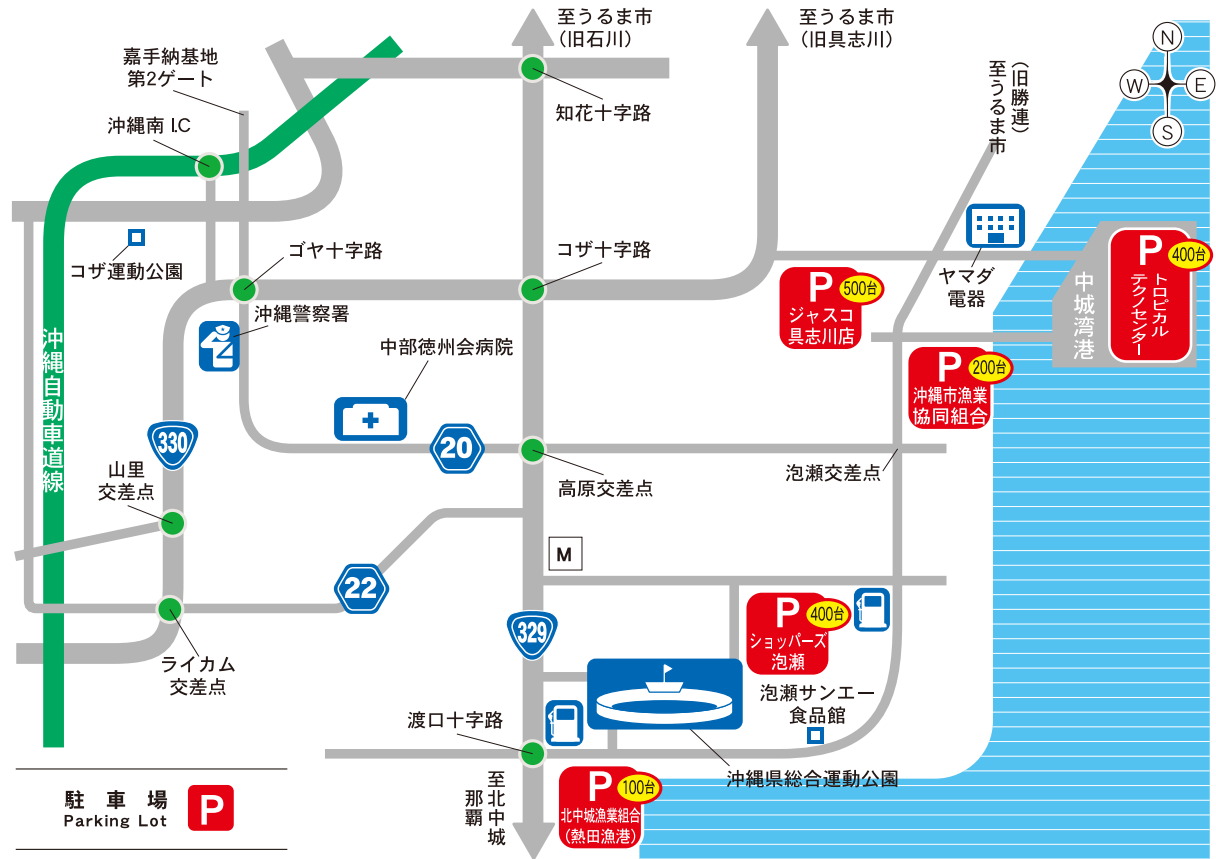 至うるま市
(旧石川)
至うるま市
(旧具志川)
N
W
E
S
嘉手納基地
第2ゲート
至うるま市
(旧勝連)
沖縄南 I.C
知花十字路
コザ運動公園
ゴヤ十字路
コザ十字路
ヤマダ
電器
P
400台
トロピカル
テクノセンター
中城湾港
P
500台
ジャスコ
具志川店
沖縄警察署
中部徳州会病院
P
200台
沖縄市漁業
協同組合
沖縄自動車道線
330
20
山里
交差点
高原交差点
泡瀬交差点
M
22
P
400台
ショッパーズ
泡瀬
329
ライカム
交差点
泡瀬サンエー
食品館
渡口十字路
沖縄県総合運動公園
至北中城
那覇
P
100台
北中城漁業組合
(熱田漁港)
駐車場
Parking Lot
P